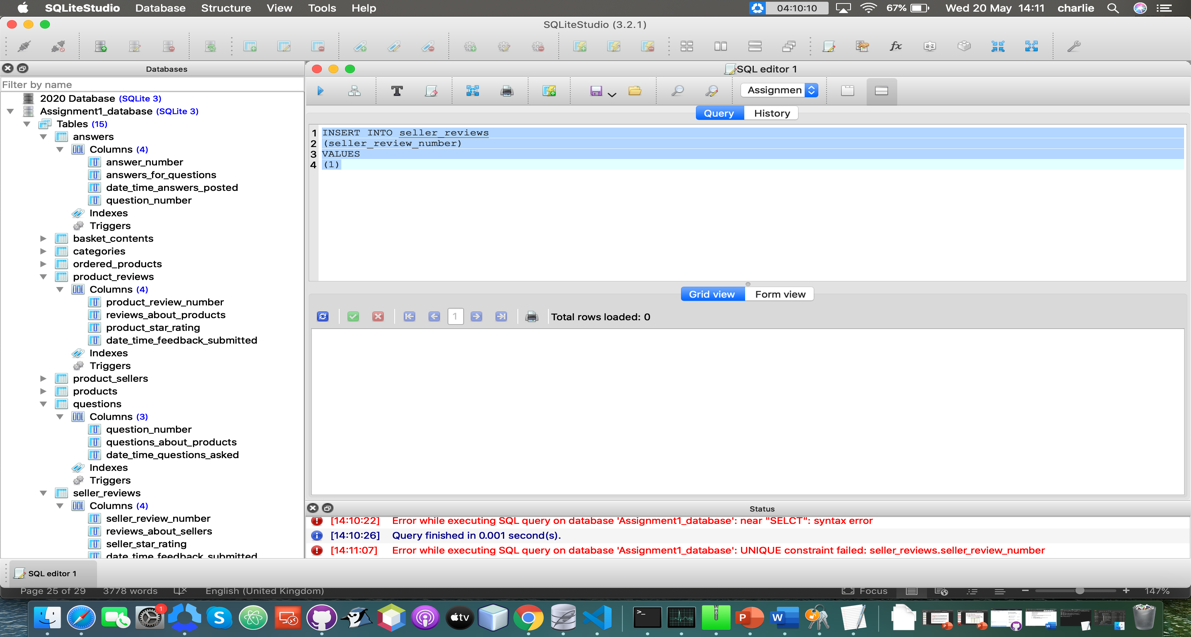 SQLiteStudio Database Structure View Tools Help 04:10:10 67% Wed 20 May 14:11 charlie
SQLiteStudio (3.2.1)
Databases
Filter by name
2020 Database (SQLite 3)
Assignment1_database (SQLite 3)
Tables (15)
answers
Columns (4)
answer_number
answers_for_questions
date_time_answers_posted
question_number
Indexes
Triggers
basket_contents
categories
ordered_products
product_reviews
Columns (4)
product_review_number
reviews_about_products
product_star_rating
date_time_feedback_submitted
Indexes
Triggers
product_sellers
products
questions
Columns (3)
question_number
questions_about_products
date_time_questions_asked
Indexes
Triggers
seller_reviews
Columns (4)
seller_review_number
reviews_about_sellers
seller_star_rating
date_time_feedback_submitted
SQL editor 1
Assignmen
Query History
1 INSERT INTO seller_reviews
2 (seller_review_number)
3 VALUES
4 (1)
Grid view Form view
1 Total rows loaded: 0
Status
[14:10:22] Error while executing SQL query on database 'Assignment1_database': near "SELCT": syntax error
[14:10:26] Query finished in 0.001 second(s).
[14:11:07] Error while executing SQL query on database 'Assignment1_database': UNIQUE constraint failed: seller_reviews.seller_review_number
SQL editor 1
Page 25 of 29 3778 words English (United Kingdom) Focus 147%
1
tv